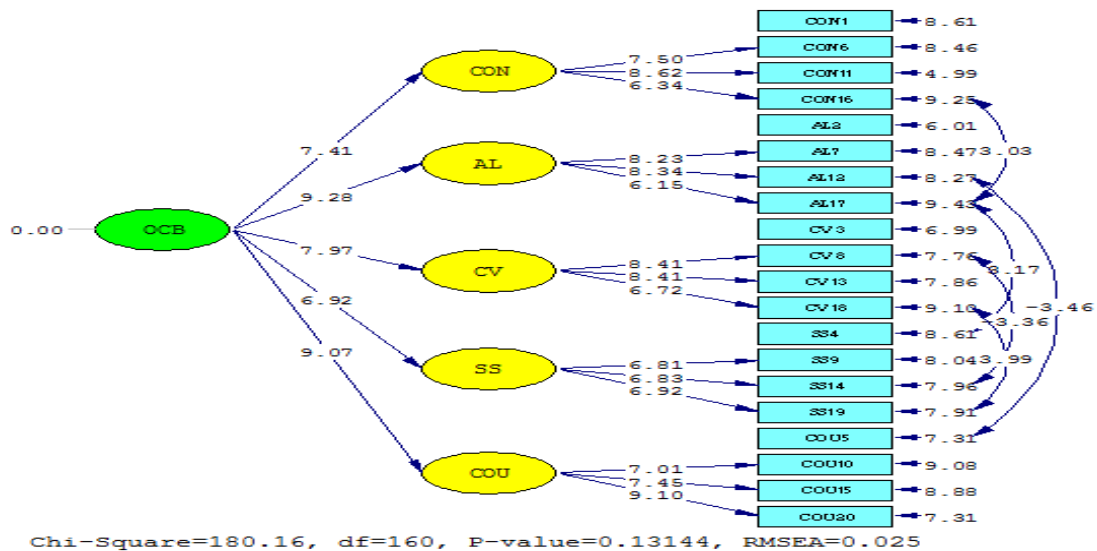 CON1 8.61
7.50 CON6 8.46
CON 8.62 CON11 4.99
6.34 CON16 9.25
AL2 6.01
7.41 8.23 AL7 8.47 3.03
AL 8.34 AL12 8.27
9.28 6.15 AL17 9.43
0.00 OCB CV3 6.99
7.97 8.41 CV8 7.76
CV 8.41 CV13 7.86 8.17
6.72 CV18 9.10 -3.46
6.92 SS4 8.61 -3.36
9.07 6.81 SS9 8.04 3.99
SS 6.83 SS14 7.96
6.92 SS19 7.91
COU5 7.31
7.01 COU10 9.08
COU 7.45 COU15 8.88
9.10 COU20 7.31
Chi-Square=180.16, df=160, P-value=0.13144, RMSEA=0.025